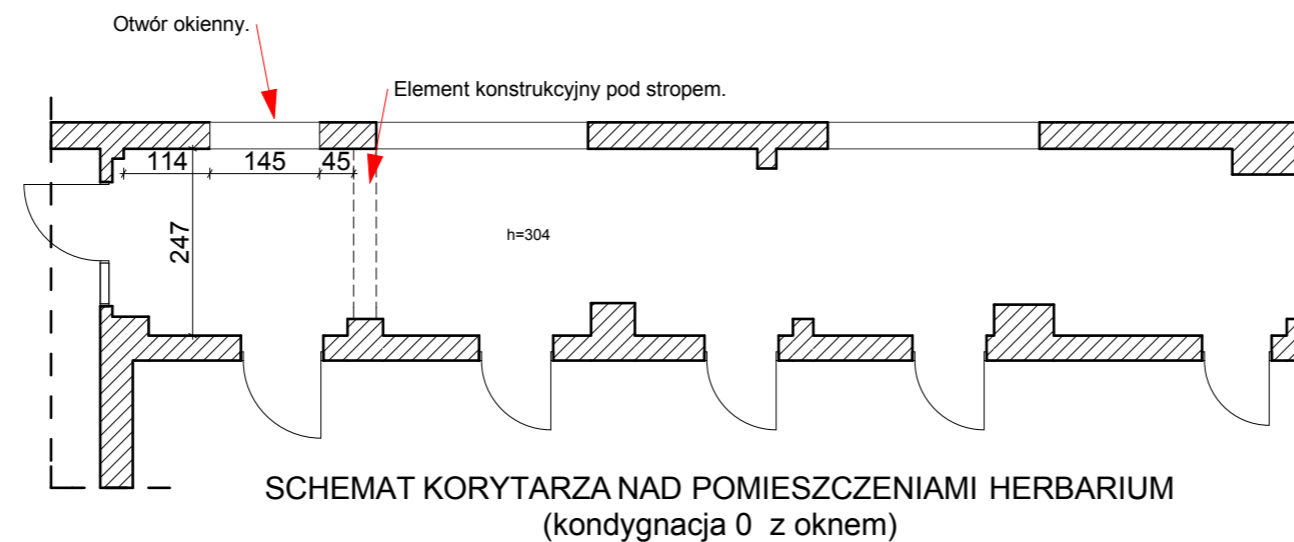 Otwór okienny.
Element konstrukcyjny pod stropem.
114 145 45
247
h=304
SCHEMAT KORYTARZA NAD POMIESZCZENIAMI HERBARIUM
(kondygnacja 0 z oknem)